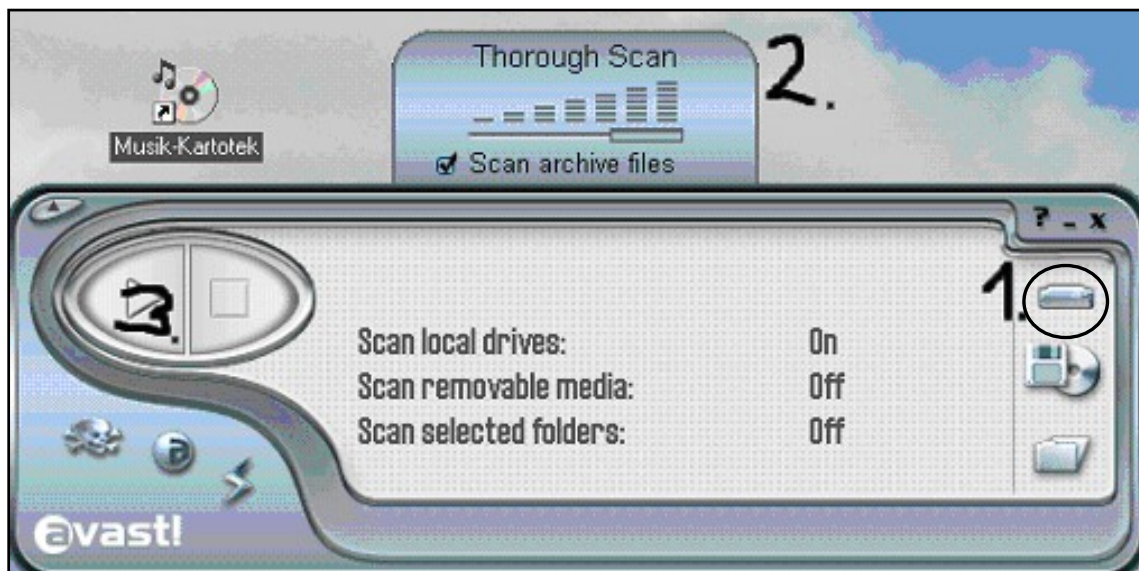 Thorough Scan
2.
Musik-Kartotek
Scan archive files
? - x
1.
3.
Scan local drives: On
Scan removable media: Off
Scan selected folders: Off
a
avast!